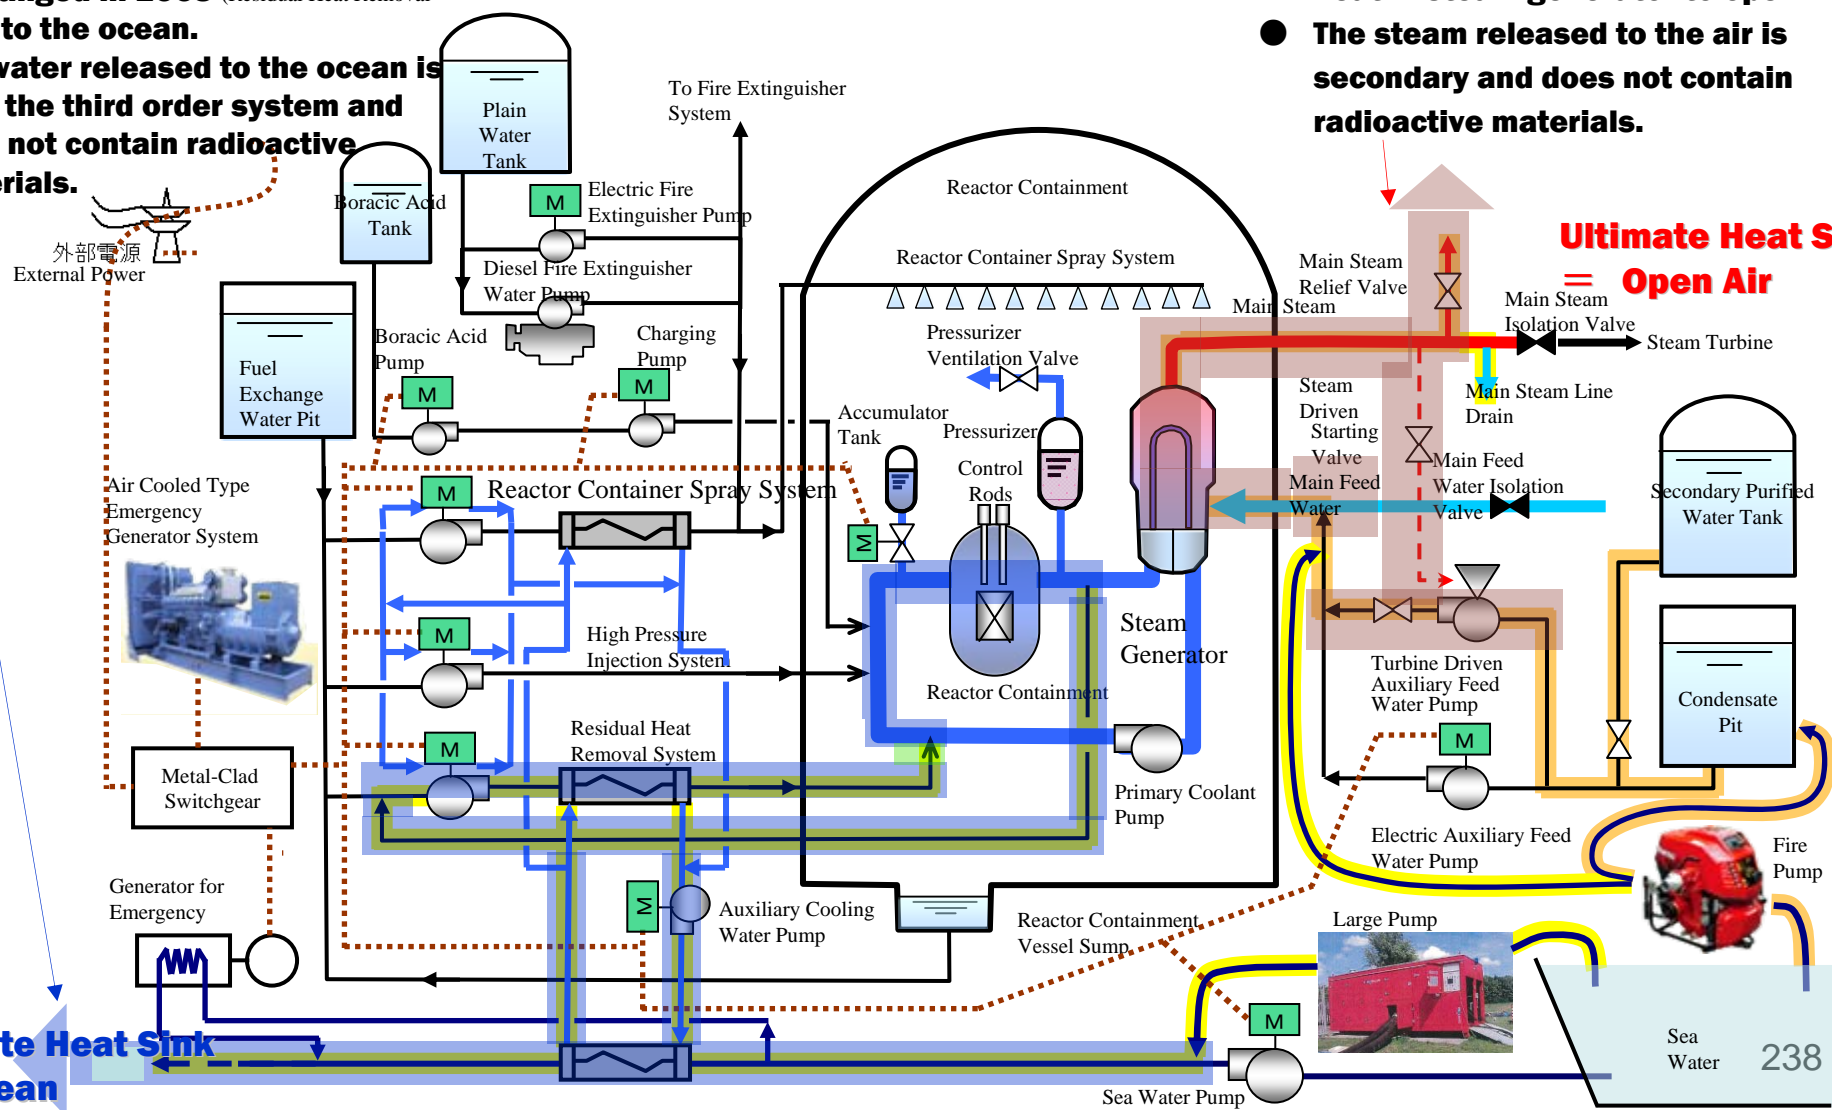 to the ocean.
water released to the ocean is
the third order system and
not contain radioactive
The steam released to the air is
secondary and does not contain
radioactive materials.
Ultimate Heat S
= Open Air
Plain
Water
Tank
To Fire Extinguisher
System
Boracic Acid
Tank
Electric Fire
Extinguisher Pump
M
Diesel Fire Extinguisher
Water Pump
外部電源
External Power
Fuel
Exchange
Water Pit
Boracic Acid
Pump
M
Charging
Pump
M
Reactor Containment
Reactor Container Spray System
Pressurizer
Ventilation Valve
Accumulator
Tank
Pressurizer
Control
Rods
M
Reactor Containment
Steam
Generator
Primary Coolant
Pump
Main Steam
Main Steam
Relief Valve
Main Steam
Isolation Valve
Steam Turbine
Main Steam Line
Drain
Steam
Driven
Starting
Valve
Main Feed
Water
Main Feed
Water Isolation
Valve
Secondary Purified
Water Tank
Condensate
Pit
Turbine Driven
Auxiliary Feed
Water Pump
M
Electric Auxiliary Feed
Water Pump
Fire
Pump
Air Cooled Type
Emergency
Generator System
M
Reactor Container Spray System
M
High Pressure
Injection System
M
Residual Heat
Removal System
Metal-Clad
Switchgear
Generator for
Emergency
M
Auxiliary Cooling
Water Pump
Reactor Containment
Vessel Sump
Large Pump
M
Sea Water Pump
Sea
Water
238
Heat Sink